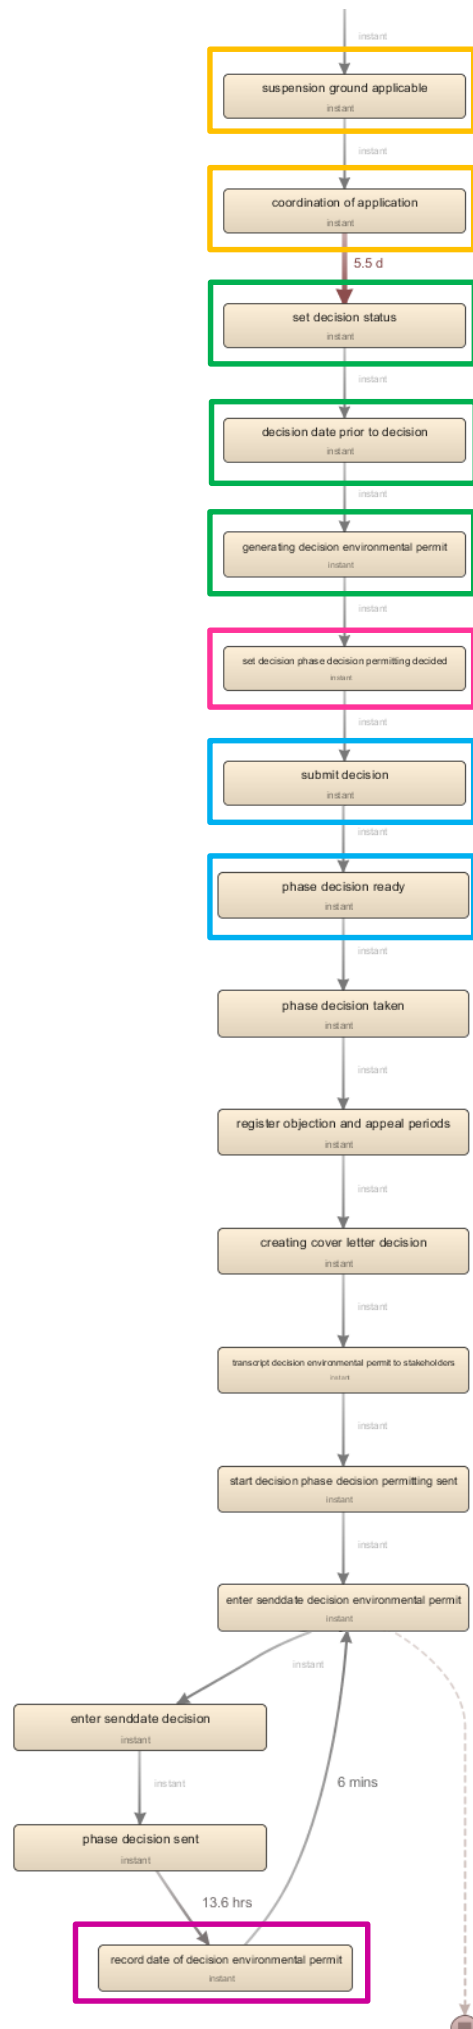 instant
suspension ground applicable
instant
instant
coordination of application
instant
5.5 d
set decision status
instant
instant
decision date prior to decision
instant
instant
generating decision environmental permit
instant
instant
set decision phase decision permitting decided
instant
instant
submit decision
instant
instant
phase decision ready
instant
instant
phase decision taken
instant
instant
register objection and appeal periods
instant
instant
creating cover letter decision
instant
instant
transcript decision environmental permit to stakeholders
instant
instant
start decision phase decision permitting sent
instant
instant
enter senddate decision environmental permit
instant
instant
enter senddate decision
instant
6 mins
instant
phase decision sent
instant
13.6 hrs
record date of decision environmental permit
instant